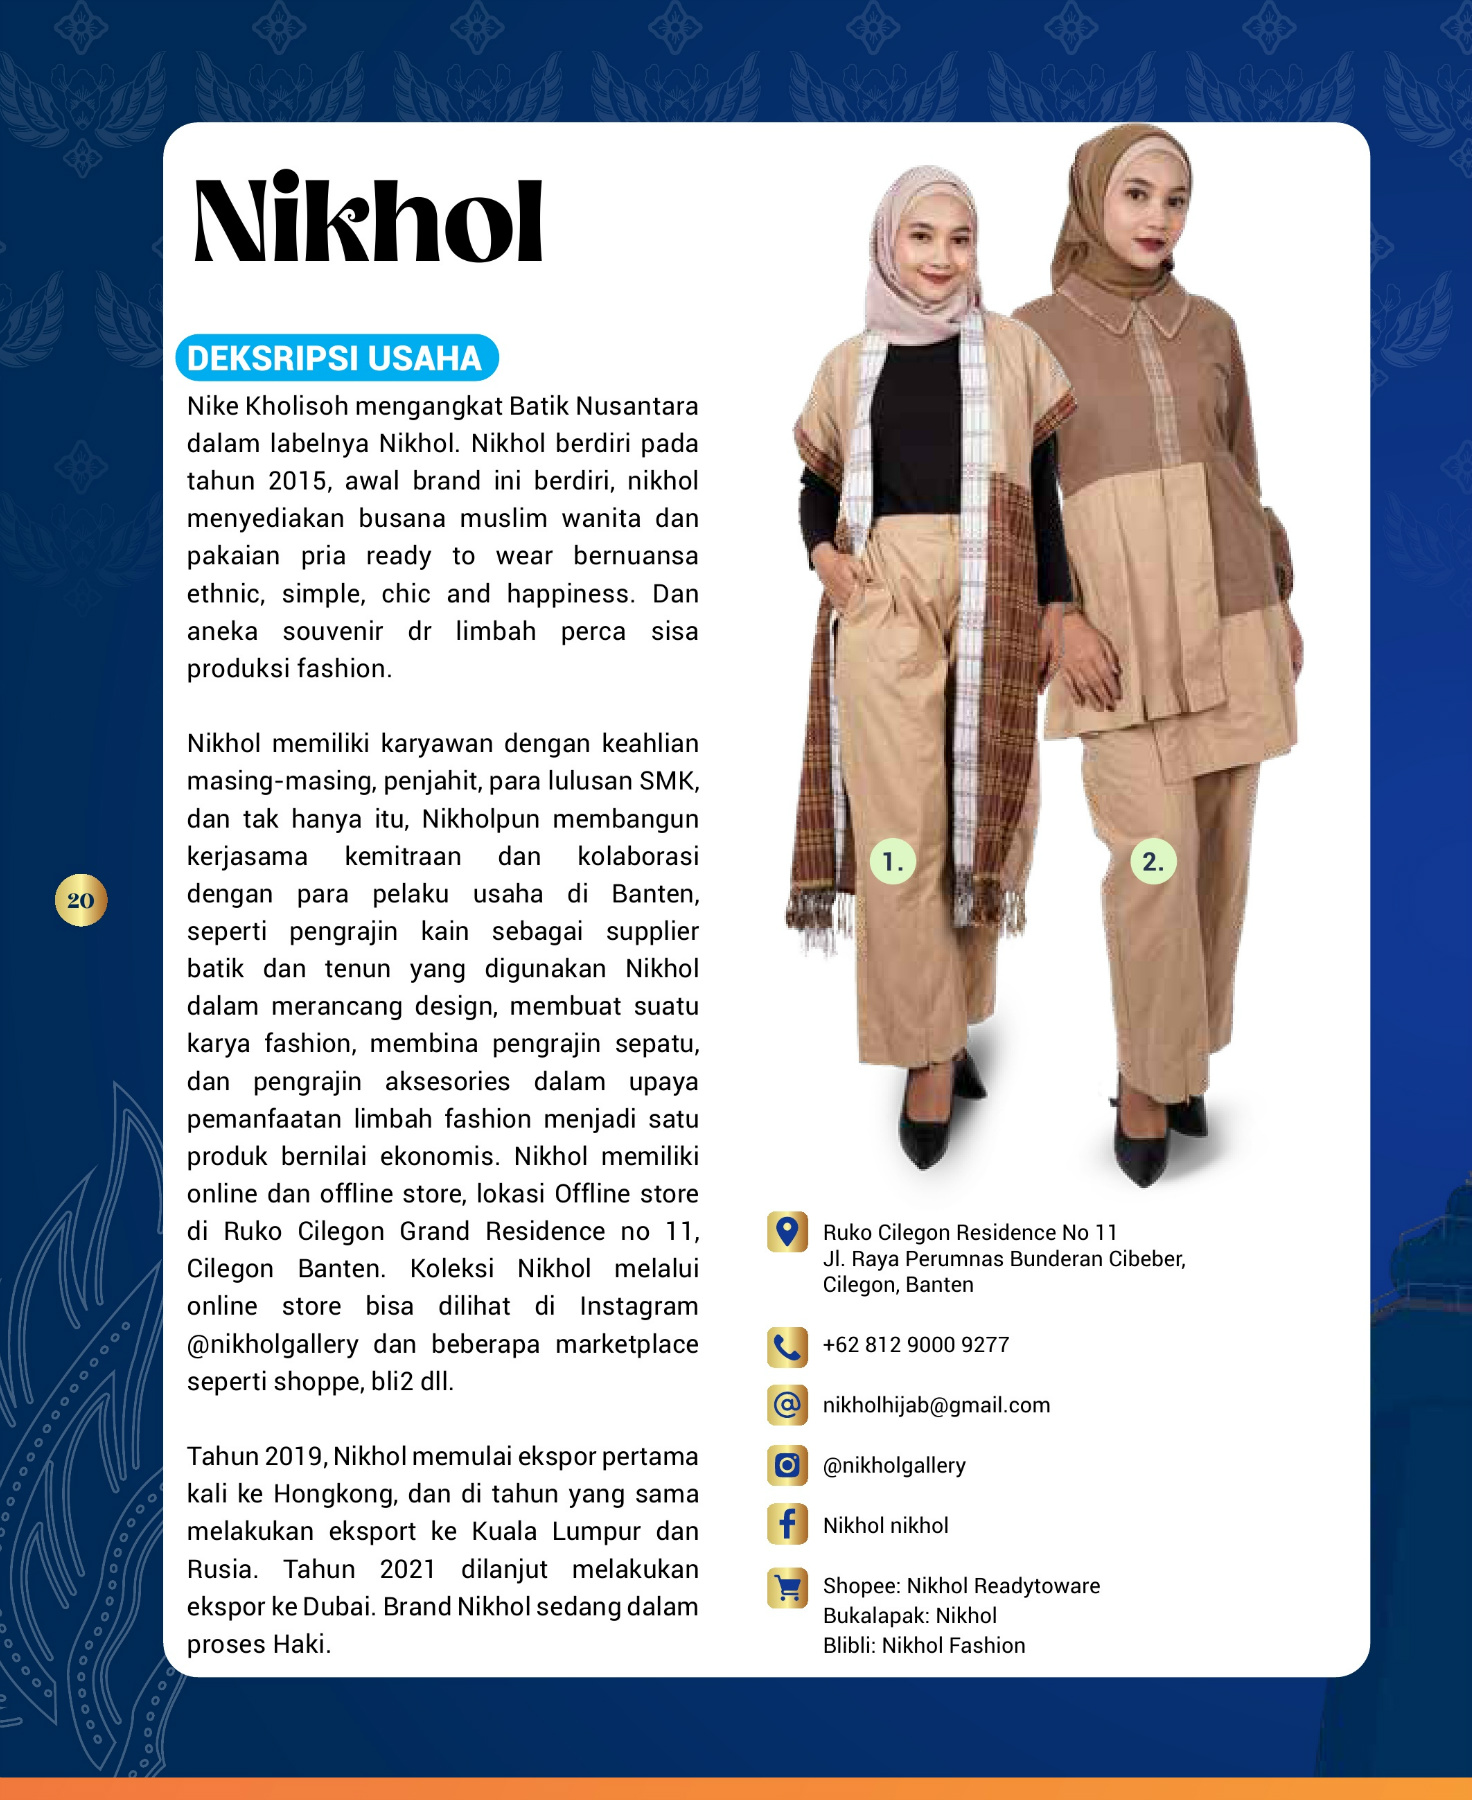 Nikhol
DEKSRIPSI USAHA
Nike Kholisoh mengangkat Batik Nusantara
dalam labelnya Nikhol. Nikhol berdiri pada
tahun 2015, awal brand ini berdiri, nikhol
menyediakan busana muslim wanita dan
pakaian pria ready to wear bernuansa
ethnic, simple, chic and happiness. Dan
aneka souvenir dr limbah perca sisa
produksi fashion.
Nikhol memiliki karyawan dengan keahlian
masing-masing, penjahit, para lulusan SMK,
dan tak hanya itu, Nikholpun membangun
kerjasama kemitraan dan kolaborasi
dengan para pelaku usaha di Banten,
seperti pengrajin kain sebagai supplier
batik dan tenun yang digunakan Nikhol
dalam merancang design, membuat suatu
karya fashion, membina pengrajin sepatu,
dan pengrajin aksesories dalam upaya
pemanfaatan limbah fashion menjadi satu
produk bernilai ekonomis. Nikhol memiliki
online dan offline store, lokasi Offline store
di Ruko Cilegon Grand Residence no 11,
Cilegon Banten. Koleksi Nikhol melalui
online store bisa dilihat di Instagram
@nikholgallery dan beberapa marketplace
seperti shoppe, bli2 dll.
Tahun 2019, Nikhol memulai ekspor pertama
kali ke Hongkong, dan di tahun yang sama
melakukan eksport ke Kuala Lumpur dan
Rusia. Tahun 2021 dilanjut melakukan
ekspor ke Dubai. Brand Nikhol sedang dalam
proses Haki.
1.
2.
Ruko Cilegon Residence No 11
Jl. Raya Perumnas Bunderan Cibeber,
Cilegon, Banten
+62 812 9000 9277
nikholhijab@gmail.com
@nikholgallery
Nikhol nikhol
Shopee: Nikhol Readytoware
Bukalapak: Nikhol
Blibli: Nikhol Fashion
20